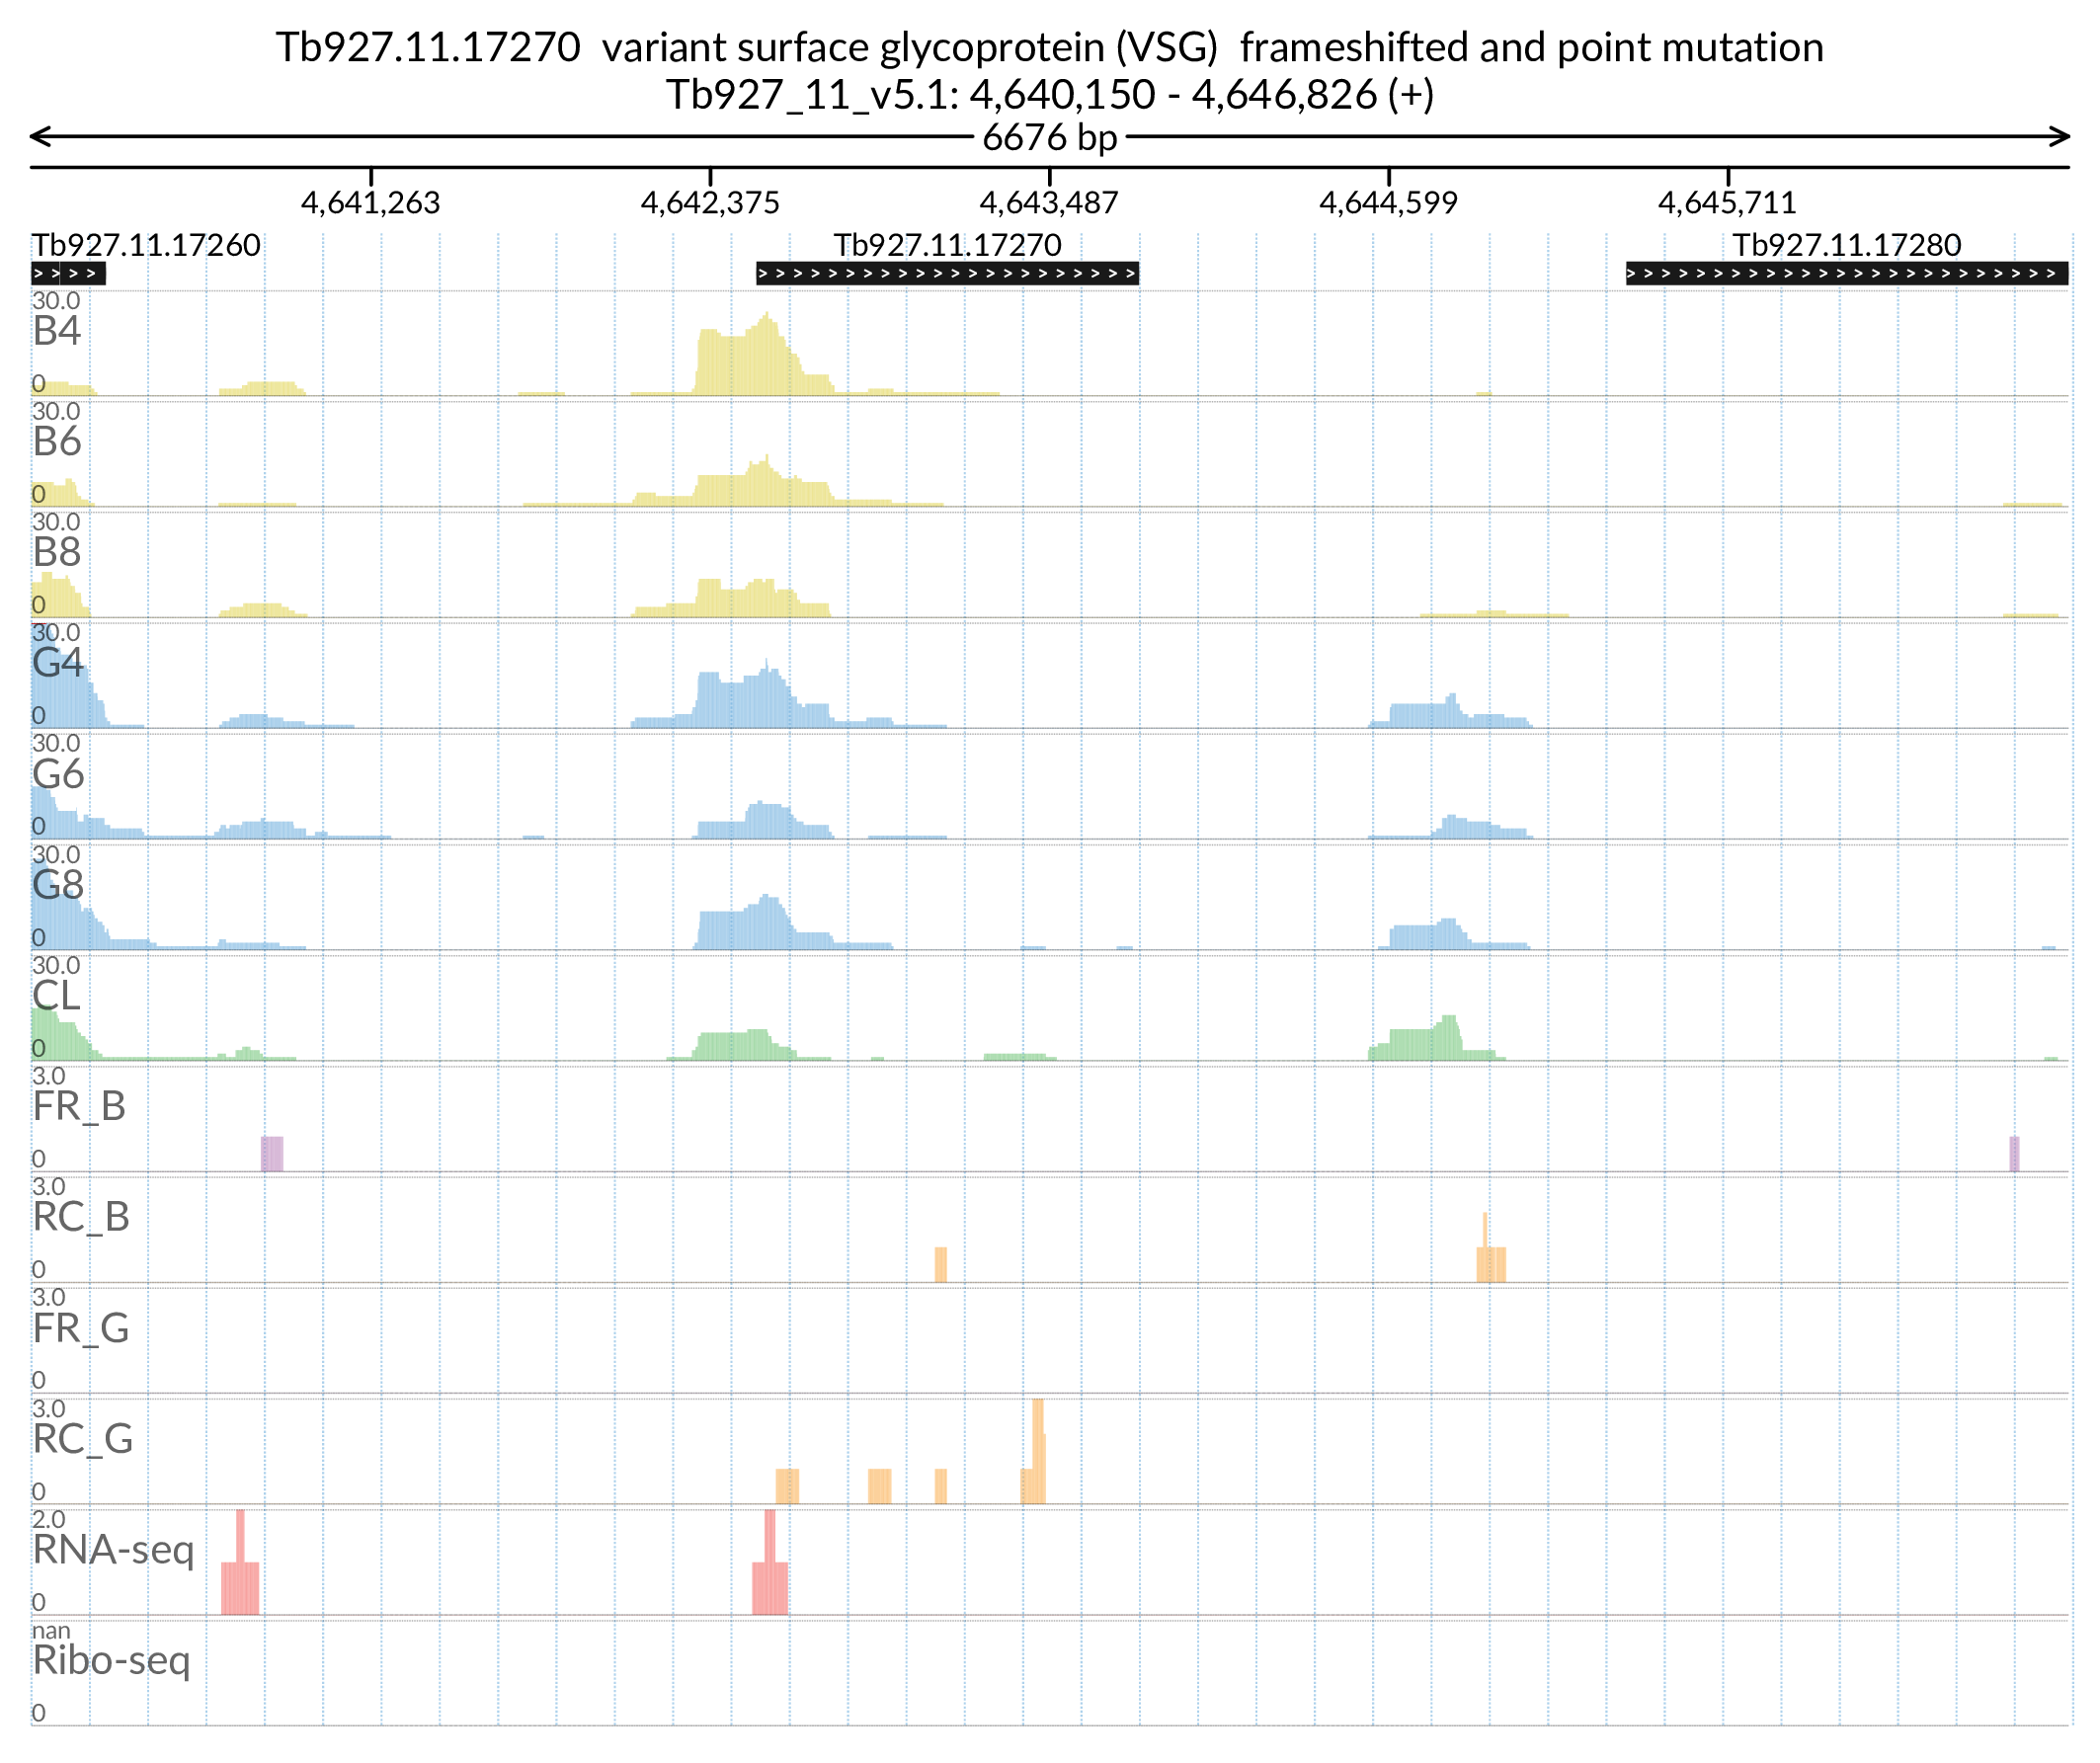 Tb927.11.17270  variant surface glycoprotein (VSG)  frameshifted and point mutation
Tb927_11_v5.1: 4,640,150 - 4,646,826 (+)
6676 bp
4,641,263 4,642,375 4,643,487 4,644,599 4,645,711
Tb927.11.17260 Tb927.11.17270 Tb927.11.17280
30.0
B4
0
30.0
B6
0
30.0
B8
0
30.0
G4
0
30.0
G6
0
30.0
G8
0
30.0
CL
0
3.0
FR_B
0
3.0
RC_B
0
3.0
FR_G
0
3.0
RC_G
0
2.0
RNA-seq
0
nan
Ribo-seq
0